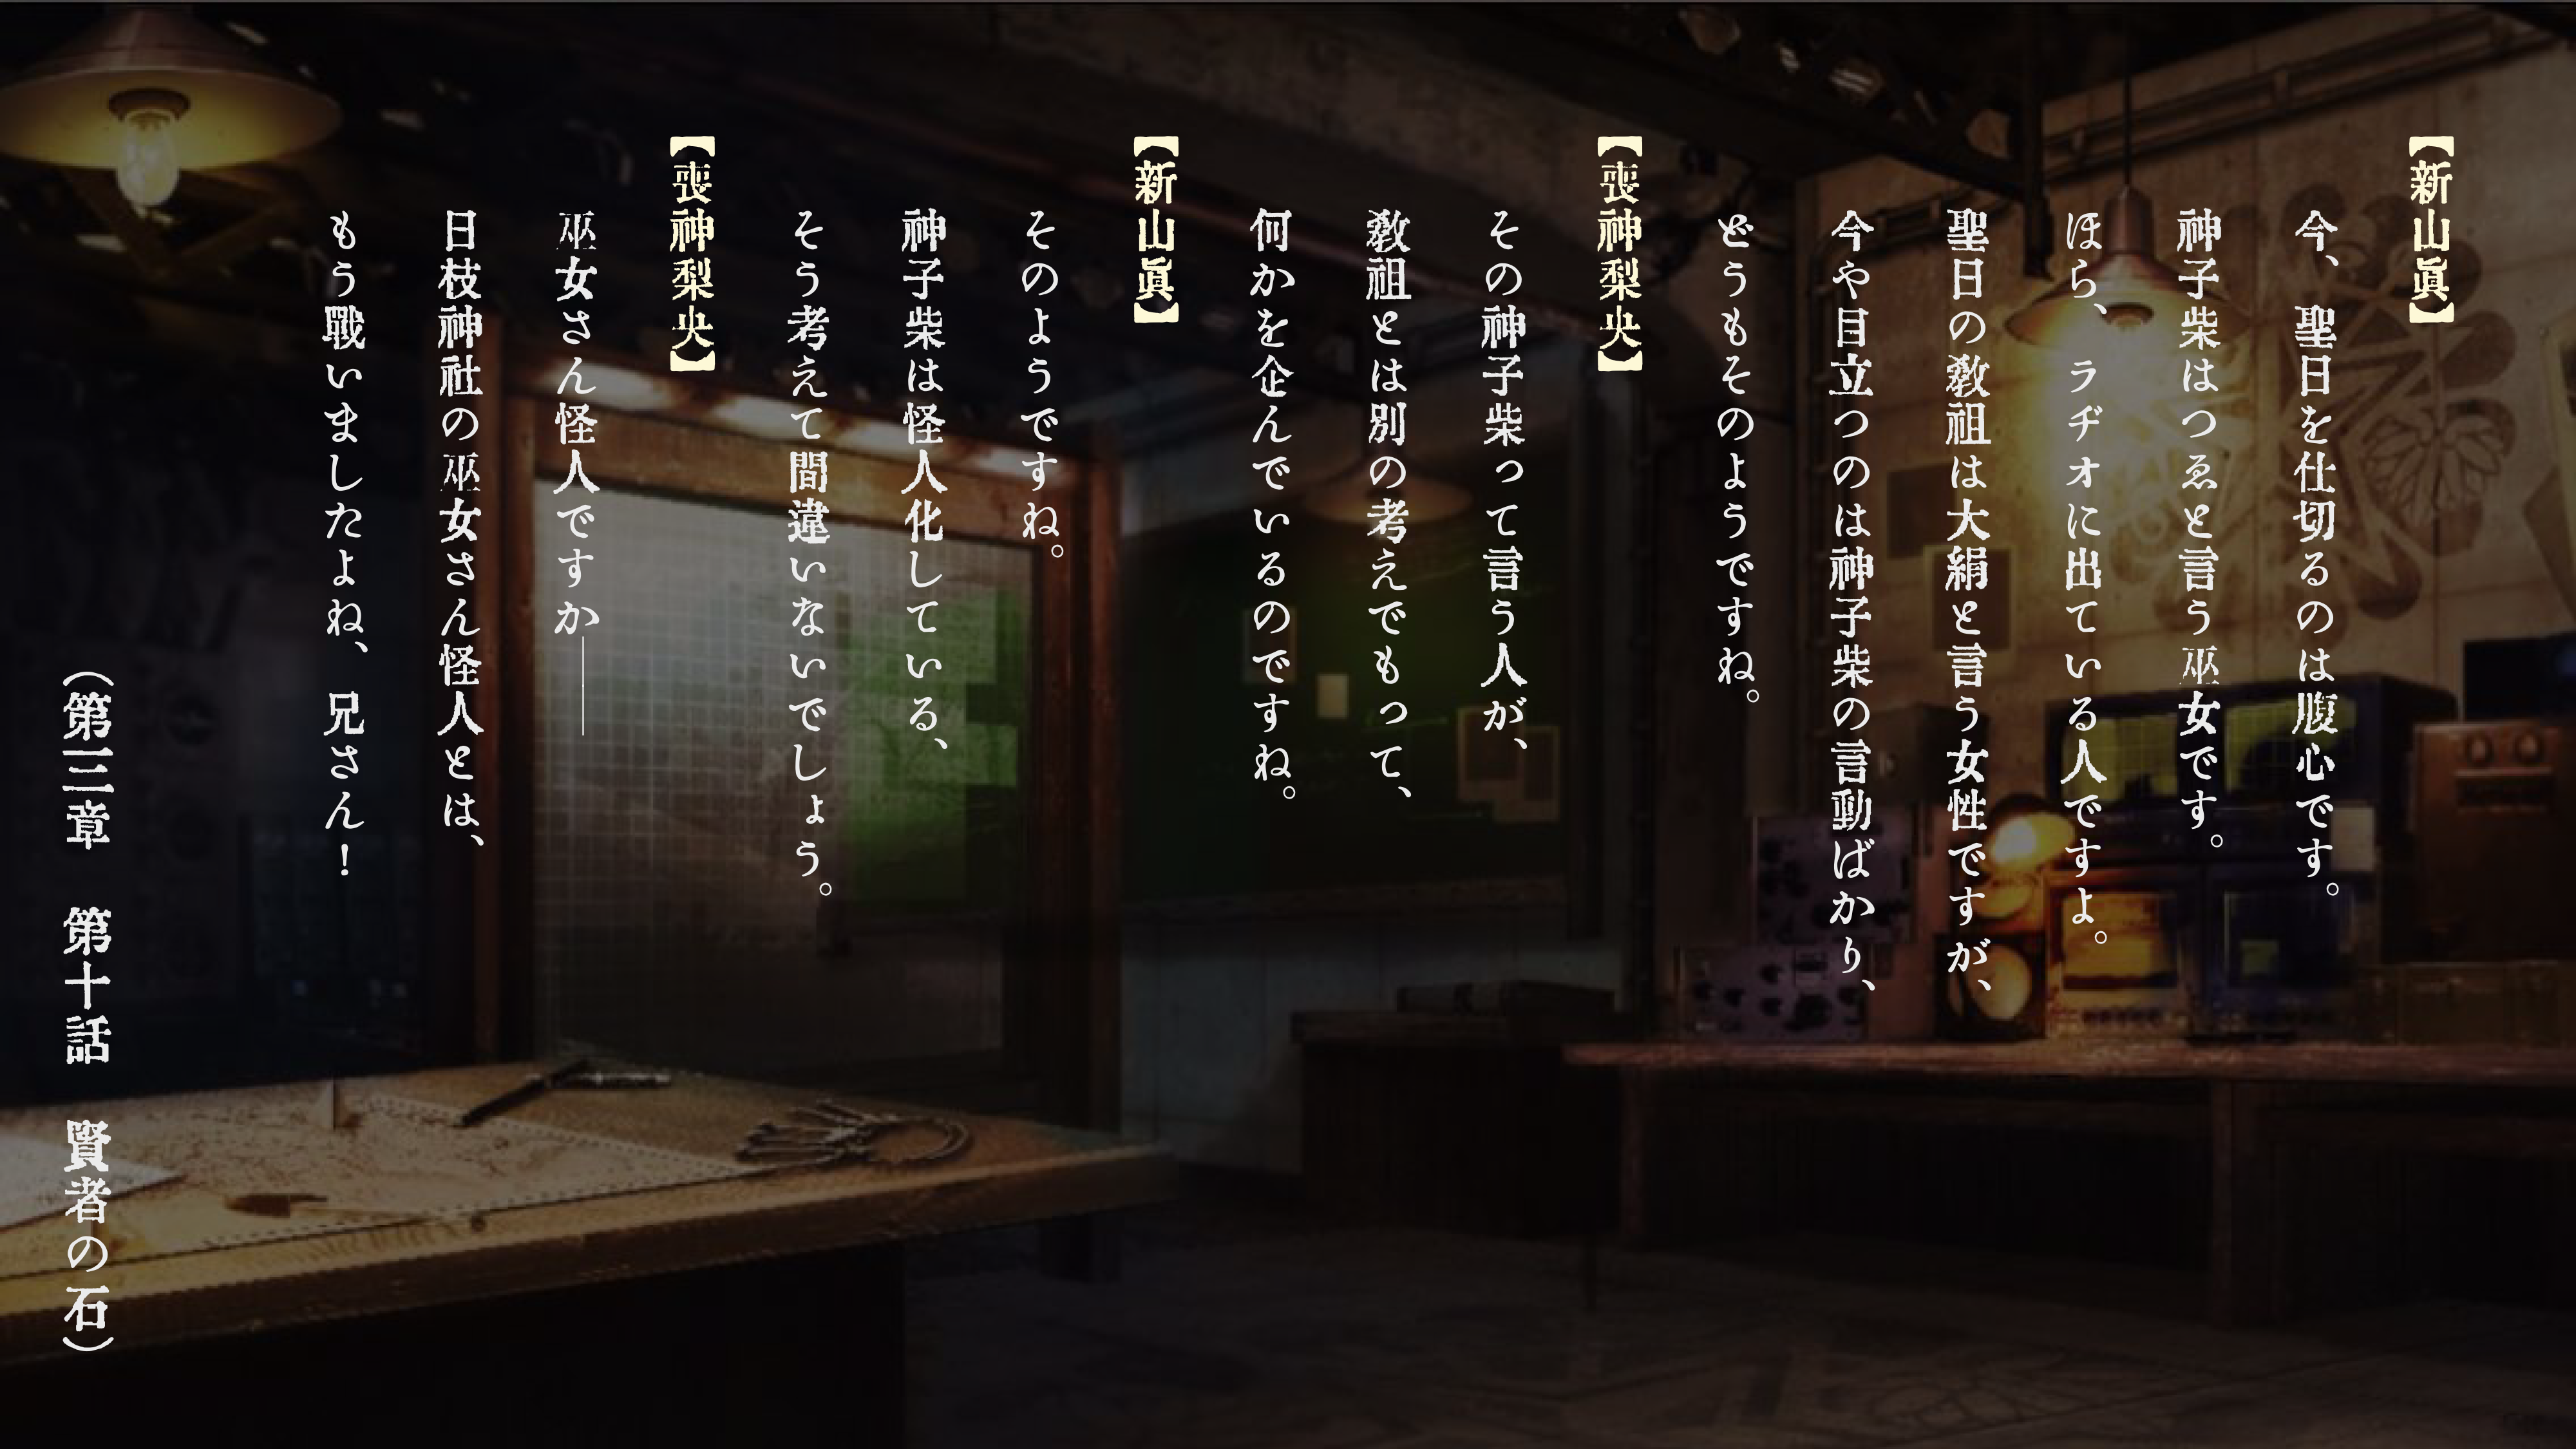 【新山眞】
今、聖日を仕切るのは腹心です。
神子柴はつゑと言う巫女です。
ほら、ラヂオに出ている人ですよ。
聖日の教祖は大絹と言う女性ですが、
今や目立つのは神子柴の言動ばかり、
どうもそのようですね。
【喪神梨央】
その神子柴って言う人が、
教祖とは別の考えでもって、
何かを企んでいるのですね。
【新山眞】
そのようですね。
神子柴は怪人化している、
そう考えて間違いないでしょう。
【喪神梨央】
巫女さん怪人ですか――
日枝神社の巫女さん怪人とは、
もう戰いましたよね、兄さん！
（第三章　第十話　賢者の石）